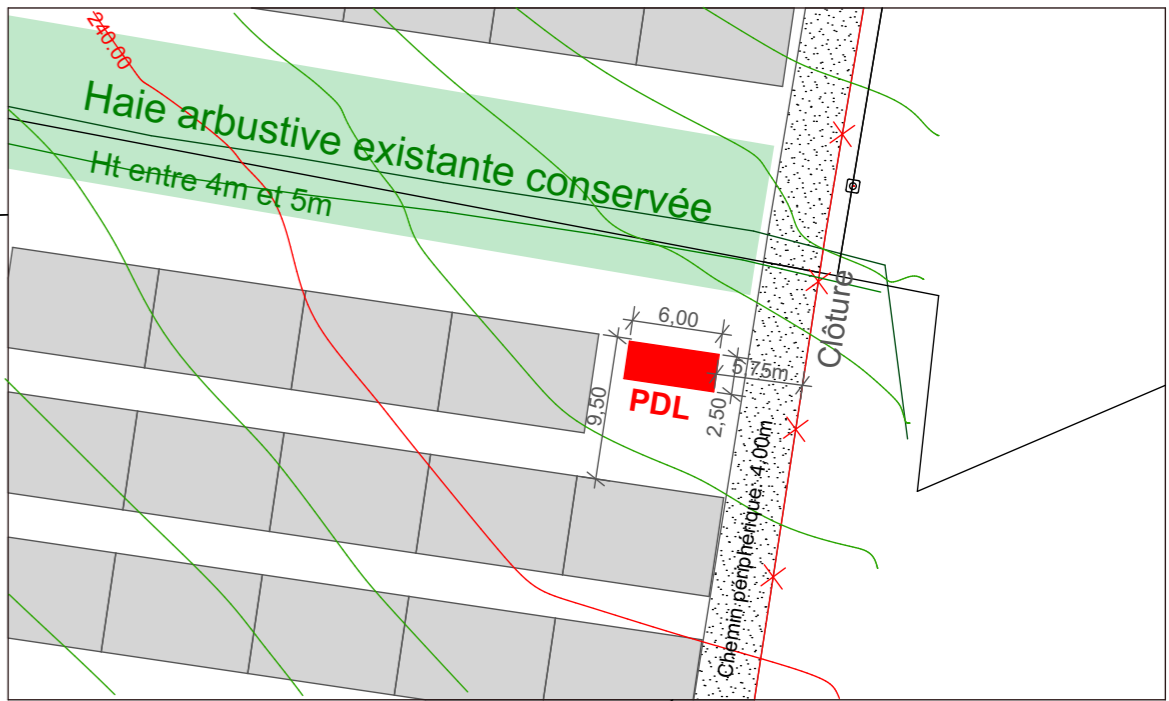 240.00
Haie arbustive existante conservée
Ht entre 4m et 5m
Clôture
6,00
5,75m
9,50
PDL
2,50
Chemin périphérique 4,00m